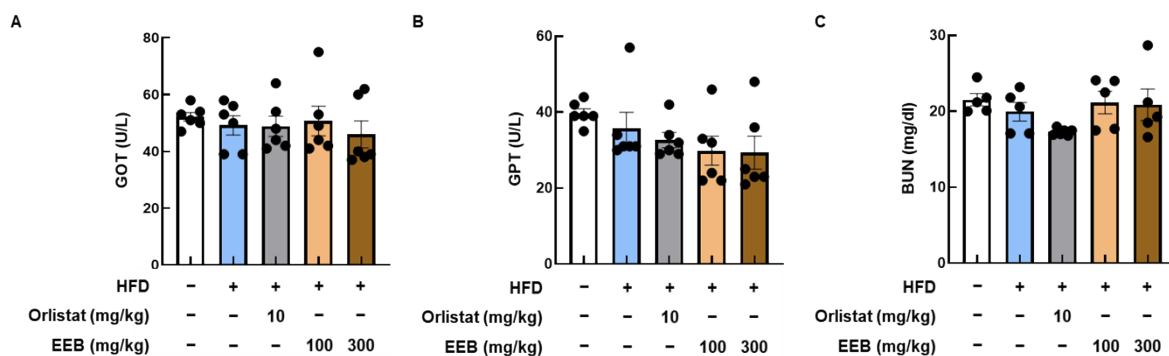 A
GOT (U/L)
80
60
40
20
0
HFD − + + + +
Orlistat (mg/kg) − − 10 − −
EEB (mg/kg) − − − 100 300
B
GPT (U/L)
60
40
20
0
HFD − + + + +
Orlistat (mg/kg) − − 10 − −
EEB (mg/kg) − − − 100 300
C
BUN (mg/dl)
30
20
10
0
HFD − + + + +
Orlistat (mg/kg) − − 10 − −
EEB (mg/kg) − − − 100 300